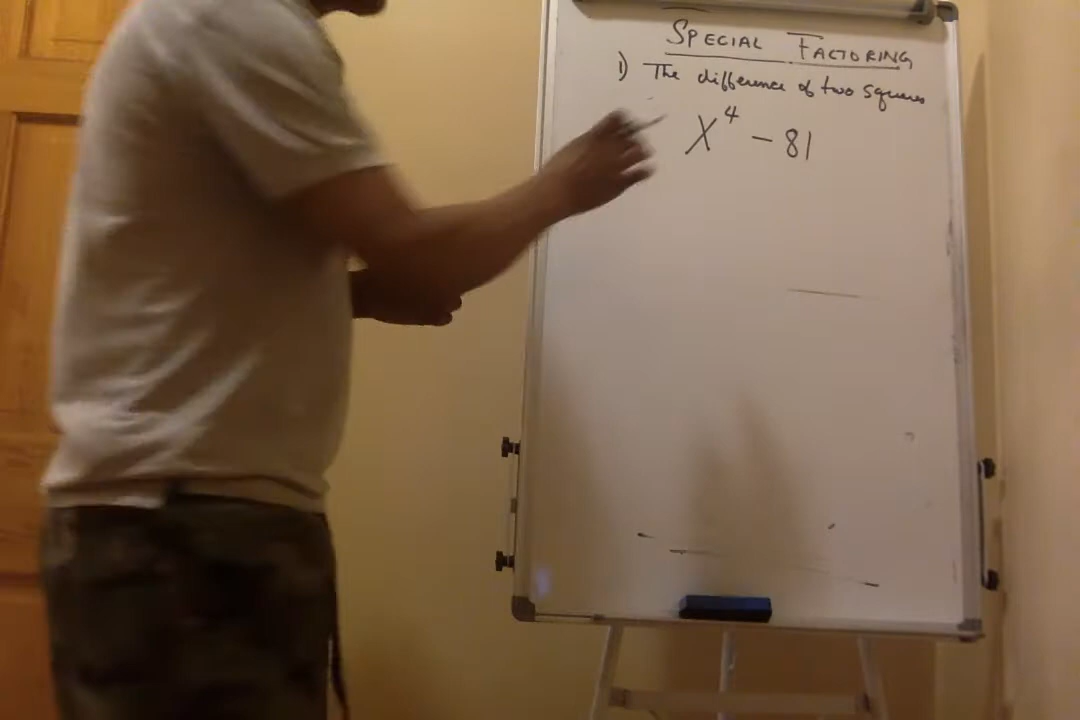 SPECIAL FACTORING
1) The difference of two squares
X⁴ - 81